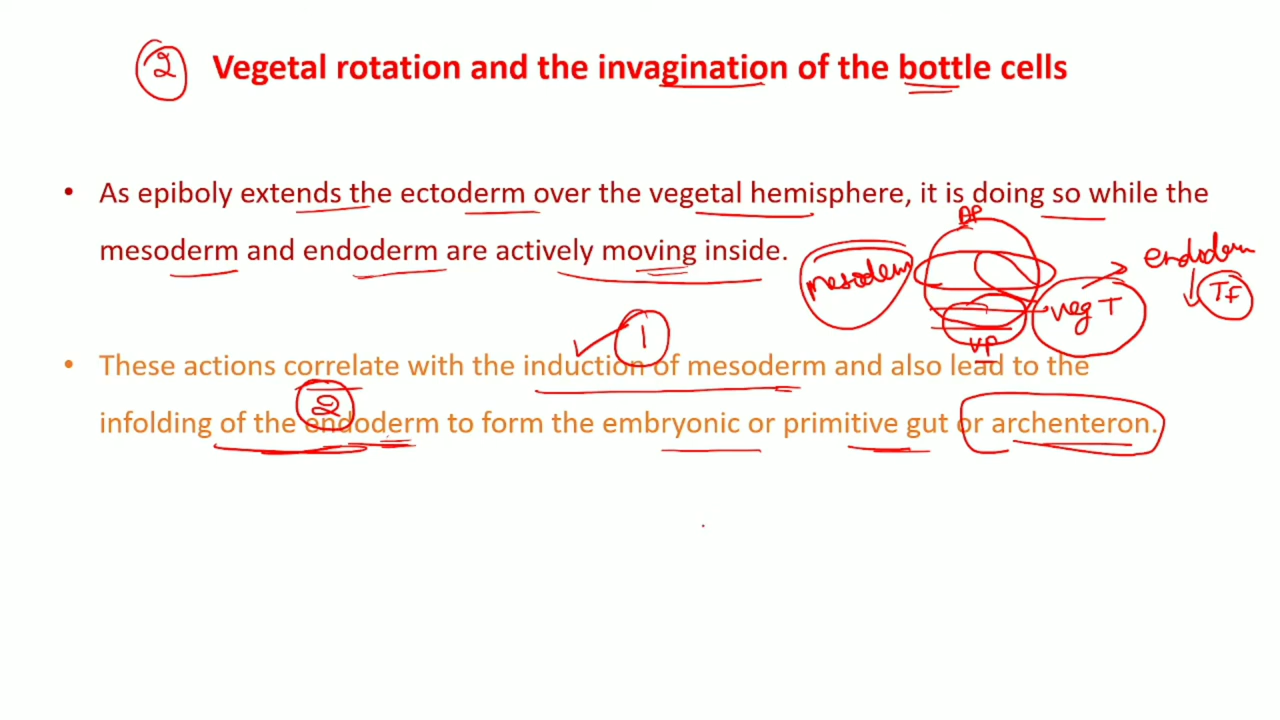 2 Vegetal rotation and the invagination of the bottle cells
• As epiboly extends the ectoderm over the vegetal hemisphere, it is doing so while the
mesoderm and endoderm are actively moving inside.
AP
mesoderm
endoderm
TF
veg T
VP
1
• These actions correlate with the induction of mesoderm and also lead to the
2
infolding of the endoderm to form the embryonic or primitive gut or archenteron.